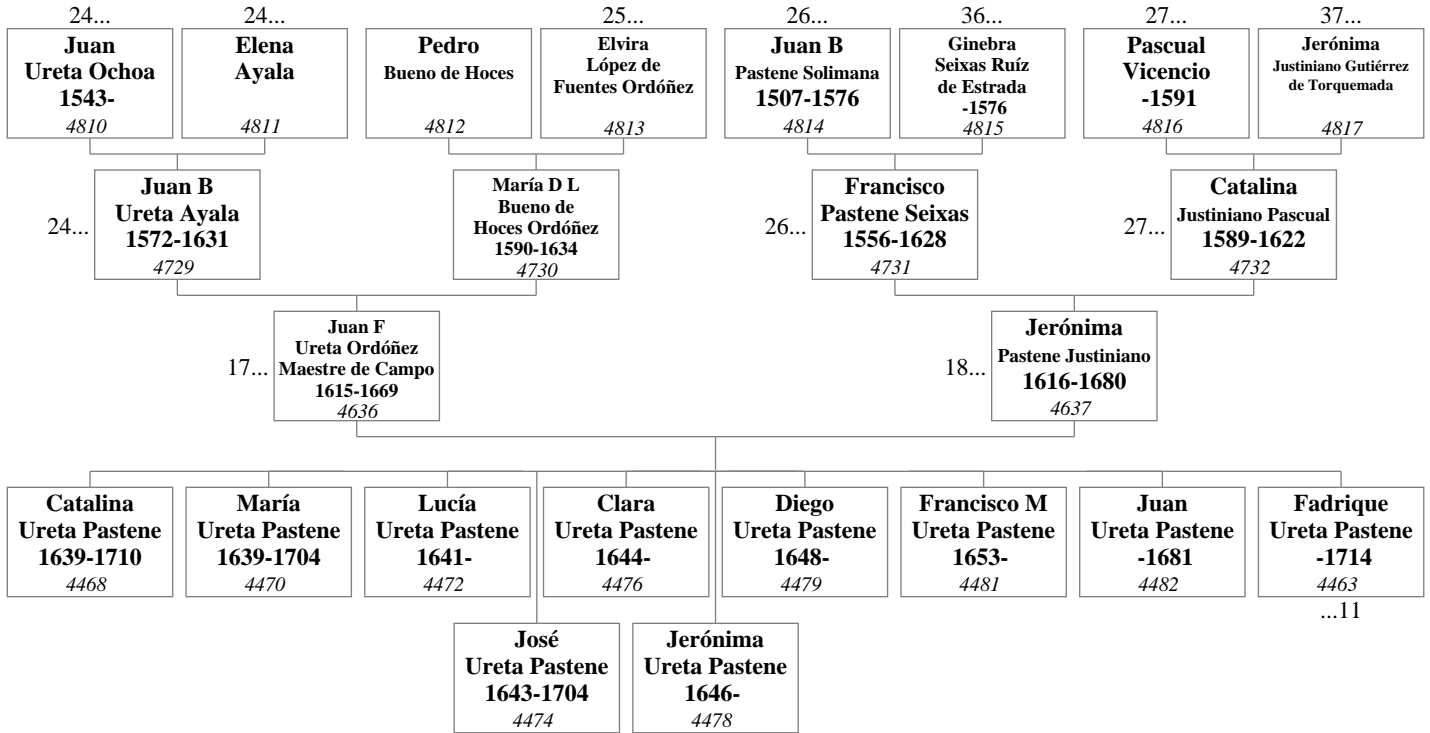 24...
24...
25...
26...
36...
27...
37...
Juan
Ureta Ochoa
1543-
4810
Elena
Ayala
4811
Pedro
Bueno de Hoces
4812
Elvira
López de
Fuentes Ordóñez
4813
Juan B
Pastene Solimana
1507-1576
4814
Ginebra
Seixas Ruíz
de Estrada
-1576
4815
Pascual
Vicencio
-1591
4816
Jerónima
Justiniano Gutiérrez
de Torquemada
4817
24...
Juan B
Ureta Ayala
1572-1631
4729
María D L
Bueno de
Hoces Ordóñez
1590-1634
4730
26...
Francisco
Pastene Seixas
1556-1628
4731
27...
Catalina
Justiniano Pascual
1589-1622
4732
17...
Juan F
Ureta Ordóñez
Maestre de Campo
1615-1669
4636
18...
Jerónima
Pastene Justiniano
1616-1680
4637
Catalina
Ureta Pastene
1639-1710
4468
María
Ureta Pastene
1639-1704
4470
Lucía
Ureta Pastene
1641-
4472
Clara
Ureta Pastene
1644-
4476
Diego
Ureta Pastene
1648-
4479
Francisco M
Ureta Pastene
1653-
4481
Juan
Ureta Pastene
-1681
4482
Fadrique
Ureta Pastene
-1714
4463
...11
José
Ureta Pastene
1643-1704
4474
Jerónima
Ureta Pastene
1646-
4478